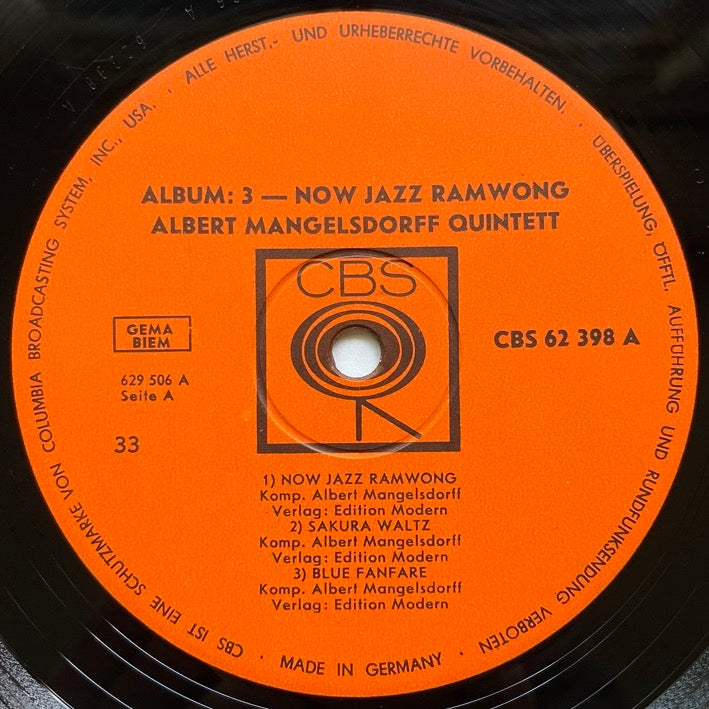 ALBUM: 3 — NOW JAZZ RAMWONG
ALBERT MANGELSDORFF QUINTETT
CBS
GEMA
BIEM
CBS 62 398 A
629 506 A
Seite A
33
1) NOW JAZZ RAMWONG
Komp. Albert Mangelsdorff
Verlag: Edition Modern
2) SAKURA WALTZ
Komp. Albert Mangelsdorff
Verlag: Edition Modern
3) BLUE FANFARE
Komp. Albert Mangelsdorff
Verlag: Edition Modern
CBS IST EINE SCHUTZMARKE VON COLUMBIA BROADCASTING SYSTEM, INC., USA. · ALLE HERST.- UND URHEBERRECHTE VORBEHALTEN. · ÜBERSPIELUNG, ÖFFTL. AUFFÜHRUNG UND RUNDFUNKSENDUNG VERBOTEN · MADE IN GERMANY ·